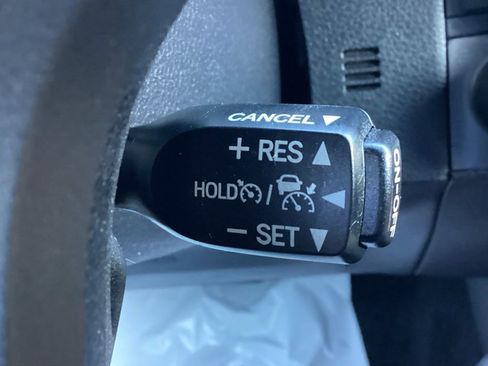 CANCEL ▼
+ RES ▲
HOLD / ◀
− SET ▼
ON-OFF